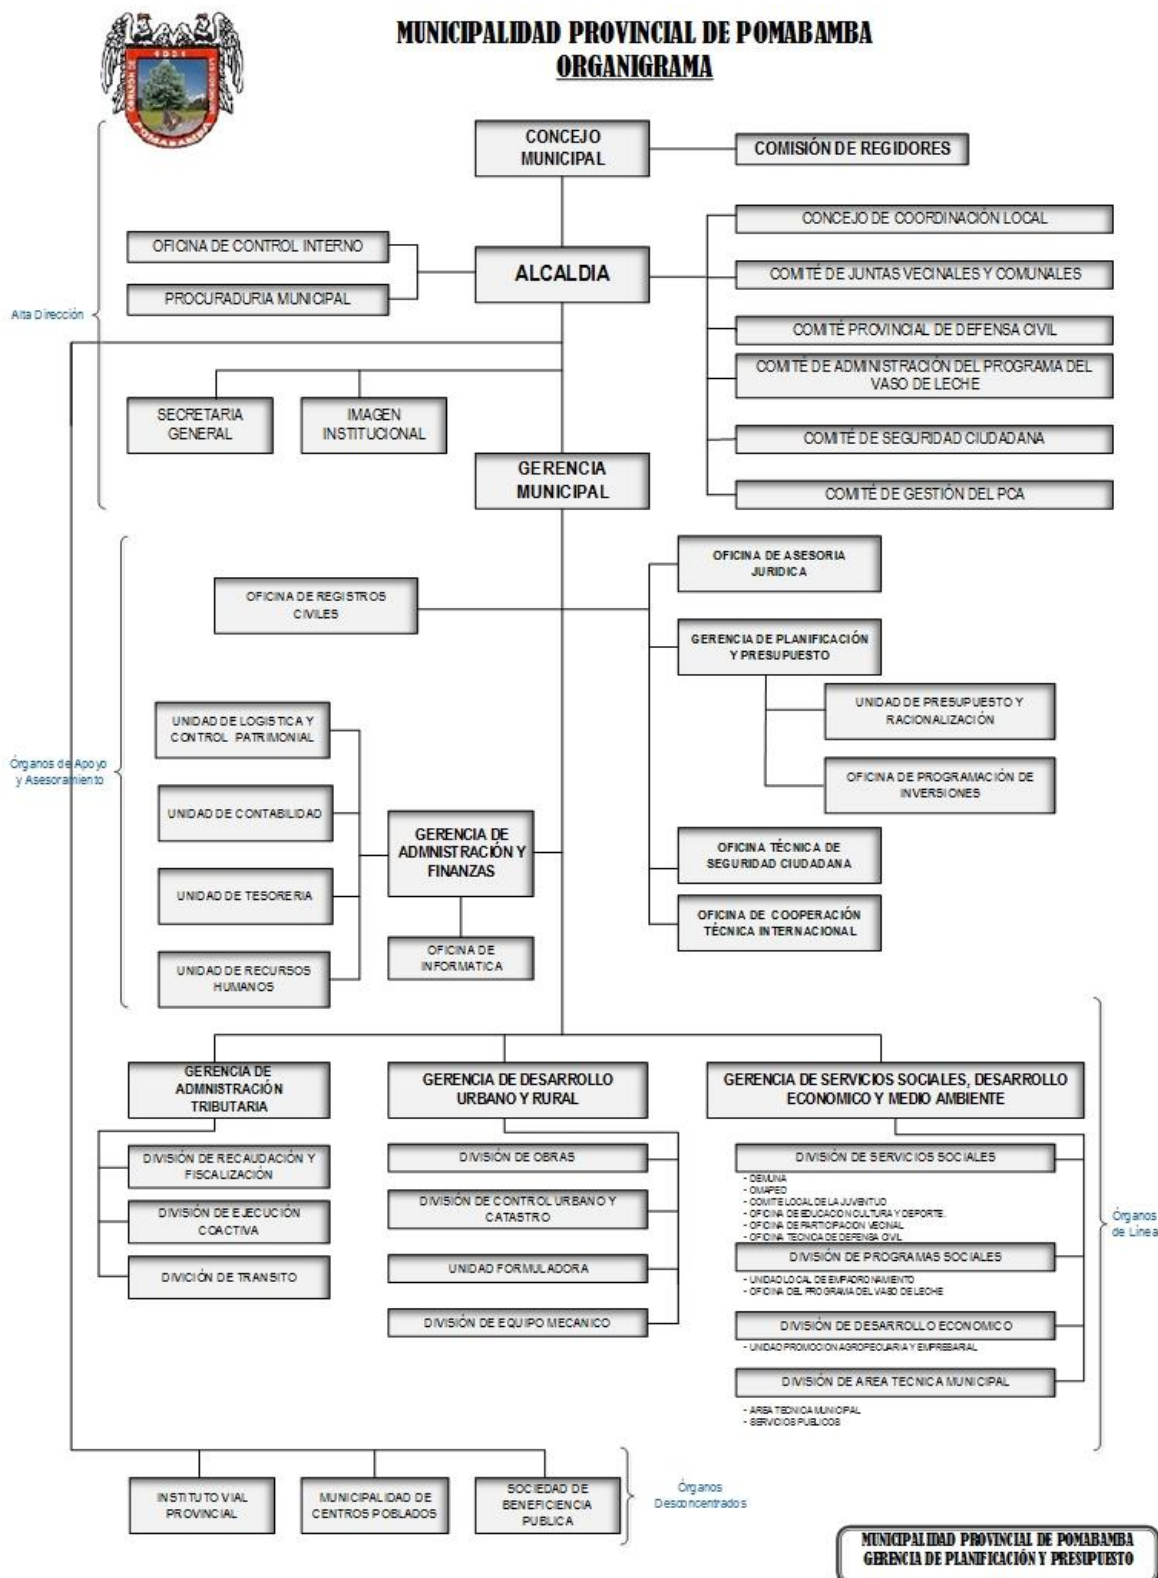 MUNICIPALIDAD PROVINCIAL DE POMABAMBA
ORGANIGRAMA
POMABAMBA
CONCEJO
MUNICIPAL
COMISIÓN DE REGIDORES
CONCEJO DE COORDINACIÓN LOCAL
OFICINA DE CONTROL INTERNO
ALCALDIA
COMITÉ DE JUNTAS VECINALES Y COMUNALES
PROCURADURIA MUNICIPAL
Alta Dirección
COMITÉ PROVINCIAL DE DEFENSA CIVIL
COMITÉ DE ADMINISTRACIÓN DEL PROGRAMA DEL
VASO DE LECHE
SECRETARIA
GENERAL
IMAGEN
INSTITUCIONAL
COMITÉ DE SEGURIDAD CIUDADANA
GERENCIA
MUNICIPAL
COMITÉ DE GESTIÓN DEL PCA
OFICINA DE ASESORIA
JURIDICA
OFICINA DE REGISTROS
CIVILES
GERENCIA DE PLANIFICACIÓN
Y PRESUPUESTO
UNIDAD DE PRESUPUESTO Y
RACIONALIZACIÓN
UNIDAD DE LOGISTICA Y
CONTROL PATRIMONIAL
Órganos de Apoyo
y Asesoramiento
OFICINA DE PROGRAMACIÓN DE
INVERSIONES
UNIDAD DE CONTABILIDAD
GERENCIA DE
ADMNISTRACIÓN Y
FINANZAS
OFICINA TÉCNICA DE
SEGURIDAD CIUDADANA
UNIDAD DE TESORERIA
OFICINA DE COOPERACIÓN
TÉCNICA INTERNACIONAL
OFICINA DE
INFORMATICA
UNIDAD DE RECURSOS
HUMANOS
GERENCIA DE
ADMNISTRACIÓN
TRIBUTARIA
GERENCIA DE DESARROLLO
URBANO Y RURAL
GERENCIA DE SERVICIOS SOCIALES, DESARROLLO
ECONOMICO Y MEDIO AMBIENTE
DIVISIÓN DE RECAUDACIÓN Y
FISCALIZACIÓN
DIVISIÓN DE EJECUCIÓN
COACTIVA
DIVICIÓN DE TRANSITO
DIVISIÓN DE OBRAS
DIVISIÓN DE CONTROL URBANO Y
CATASTRO
UNIDAD FORMULADORA
DIVISIÓN DE EQUIPO MECANICO
DIVISIÓN DE SERVICIOS SOCIALES
- DEMUNA
- OMAPED
- COMITE LOCAL DE LA JUVENTUD
- OFICINA DE EDUCACION CULTURA Y DEPORTE.
- OFICINA DE PARTICIPACION VECINAL
- OFICINA TECNICA DE DEFENSA CIVIL
DIVISIÓN DE PROGRAMAS SOCIALES
- UNIDAD LOCAL DE EMPADRONAMIENTO
- OFICINA DEL PROGRAMA DEL VASO DE LECHE
DIVISIÓN DE DESARROLLO ECONOMICO
- UNIDAD PROMOCION AGROPECUARIA Y EMPRESARIAL
DIVISIÓN DE AREA TECNICA MUNICIPAL
- AREA TECNICA MUNICIPAL
- SERVICIOS PUBLICOS
Órganos
de Línea
INSTITUTO VIAL
PROVINCIAL
MUNICIPALIDAD DE
CENTROS POBLADOS
SOCIEDAD DE
BENEFICIENCIA
PUBLICA
Órganos
Desconcentrados
MUNICIPALIDAD PROVINCIAL DE POMABAMBA
GERENCIA DE PLANTIFICACIÓN Y PRESUPUESTO